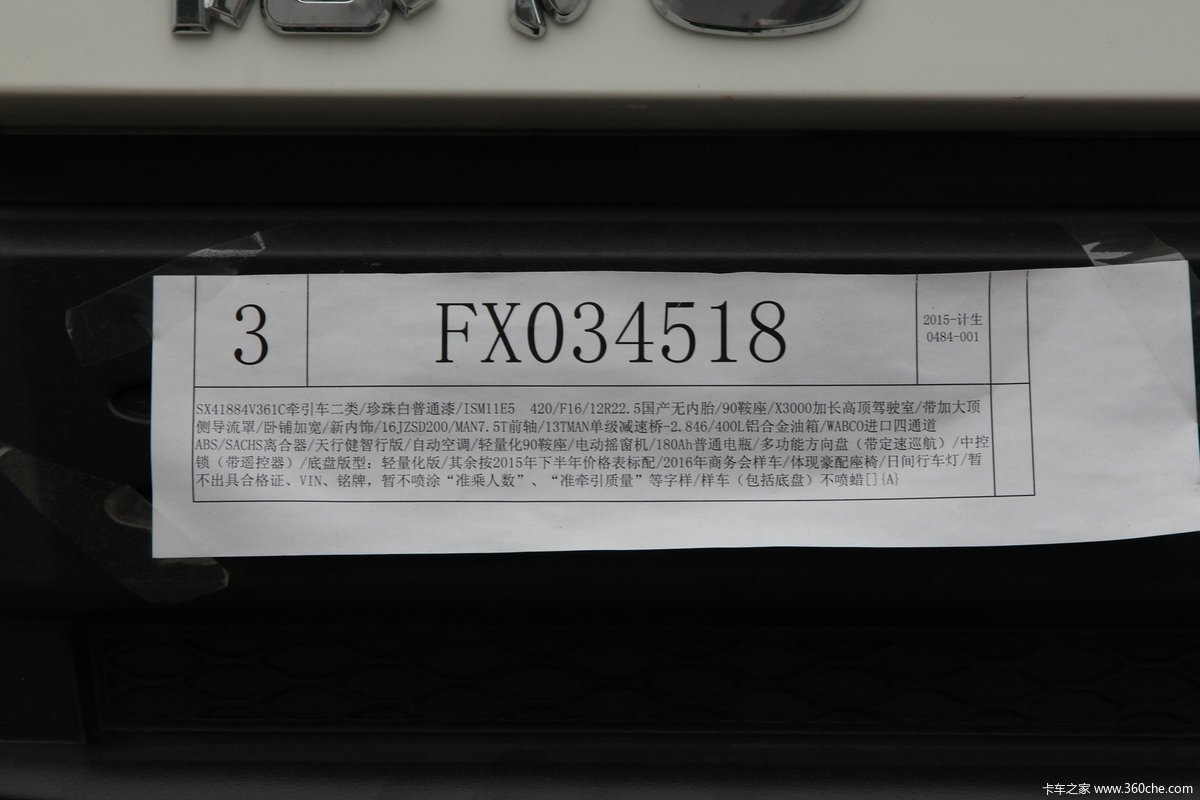 3
FX034518
2015-计生
0484-001
SX41884V361C牵引车二类/珍珠白普通漆/ISM11E5 420/F16/12R22.5国产无内胎/90鞍座/X3000加长高顶驾驶室/带加大顶
侧导流罩/卧铺加宽/新内饰/16JZSD200/MAN7.5T前轴/13TMAN单级减速桥-2.846/400L铝合金油箱/WABCO进口四通道
ABS/SACHS离合器/天行健智行版/自动空调/轻量化90鞍座/电动摇窗机/180Ah普通电瓶/多功能方向盘（带定速巡航）/中控
锁（带遥控器）/底盘版型：轻量化版/其余按2015年下半年价格表标配/2016年商务会样车/体现豪配座椅/日间行车灯/暂
不出具合格证、VIN、铭牌，暂不喷涂“准乘人数”、“准牵引质量”等字样/样车（包括底盘）不喷蜡[]{A}
卡车之家 www.360che.com